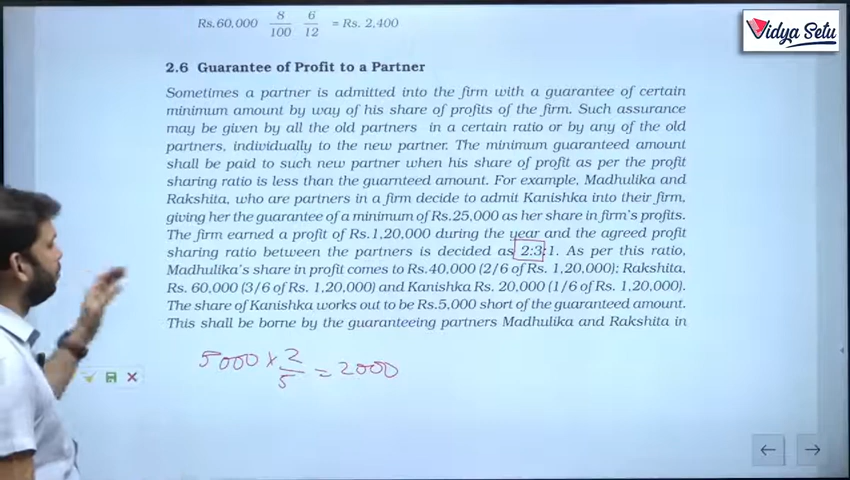 Vidya Setu
Rs.60,000 8/100 6/12 = Rs. 2,400
2.6 Guarantee of Profit to a Partner
Sometimes a partner is admitted into the firm with a guarantee of certain
minimum amount by way of his share of profits of the firm. Such assurance
may be given by all the old partners in a certain ratio or by any of the old
partners, individually to the new partner. The minimum guaranteed amount
shall be paid to such new partner when his share of profit as per the profit
sharing ratio is less than the guarnteed amount. For example, Madhulika and
Rakshita, who are partners in a firm decide to admit Kanishka into their firm,
giving her the guarantee of a minimum of Rs.25,000 as her share in firm's profits.
The firm earned a profit of Rs.1,20,000 during the year and the agreed profit
sharing ratio between the partners is decided as 2:3:1. As per this ratio,
Madhulika's share in profit comes to Rs.40,000 (2/6 of Rs. 1,20,000); Rakshita,
Rs. 60,000 (3/6 of Rs. 1,20,000) and Kanishka Rs. 20,000 (1/6 of Rs. 1,20,000).
The share of Kanishka works out to be Rs.5,000 short of the guaranteed amount.
This shall be borne by the guaranteeing partners Madhulika and Rakshita in
5000 × 2/5 = 2000